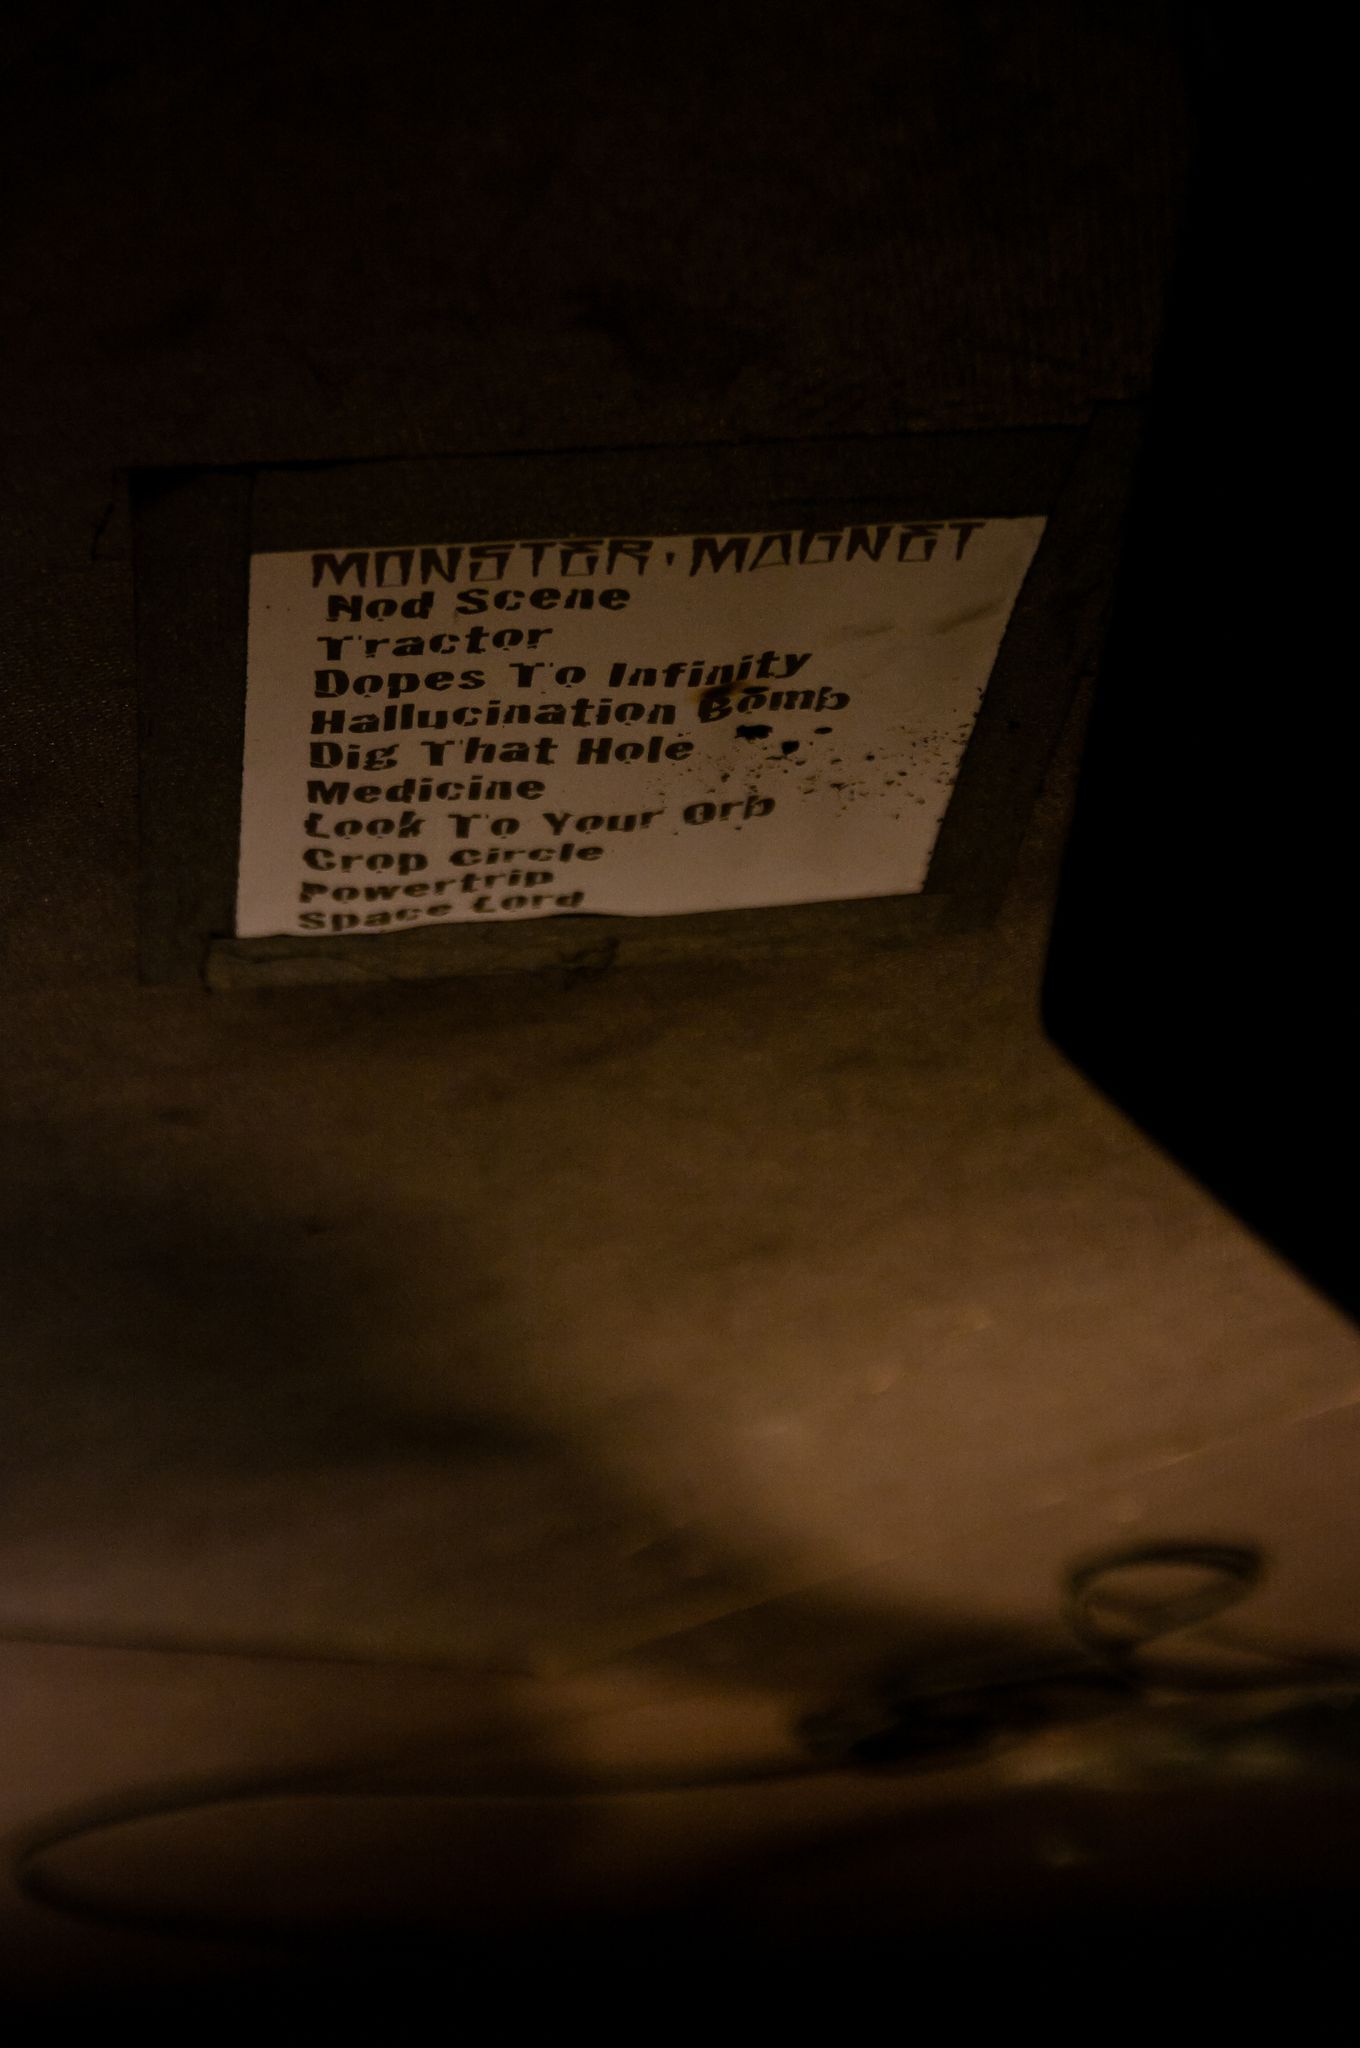 MONSTER · MAGNET
Nod Scene
Tractor
Dopes To Infinity
Hallucination Bomb
Dig That Hole
Medicine
Look To Your Orb
Crop Circle
Powertrip
Space Lord